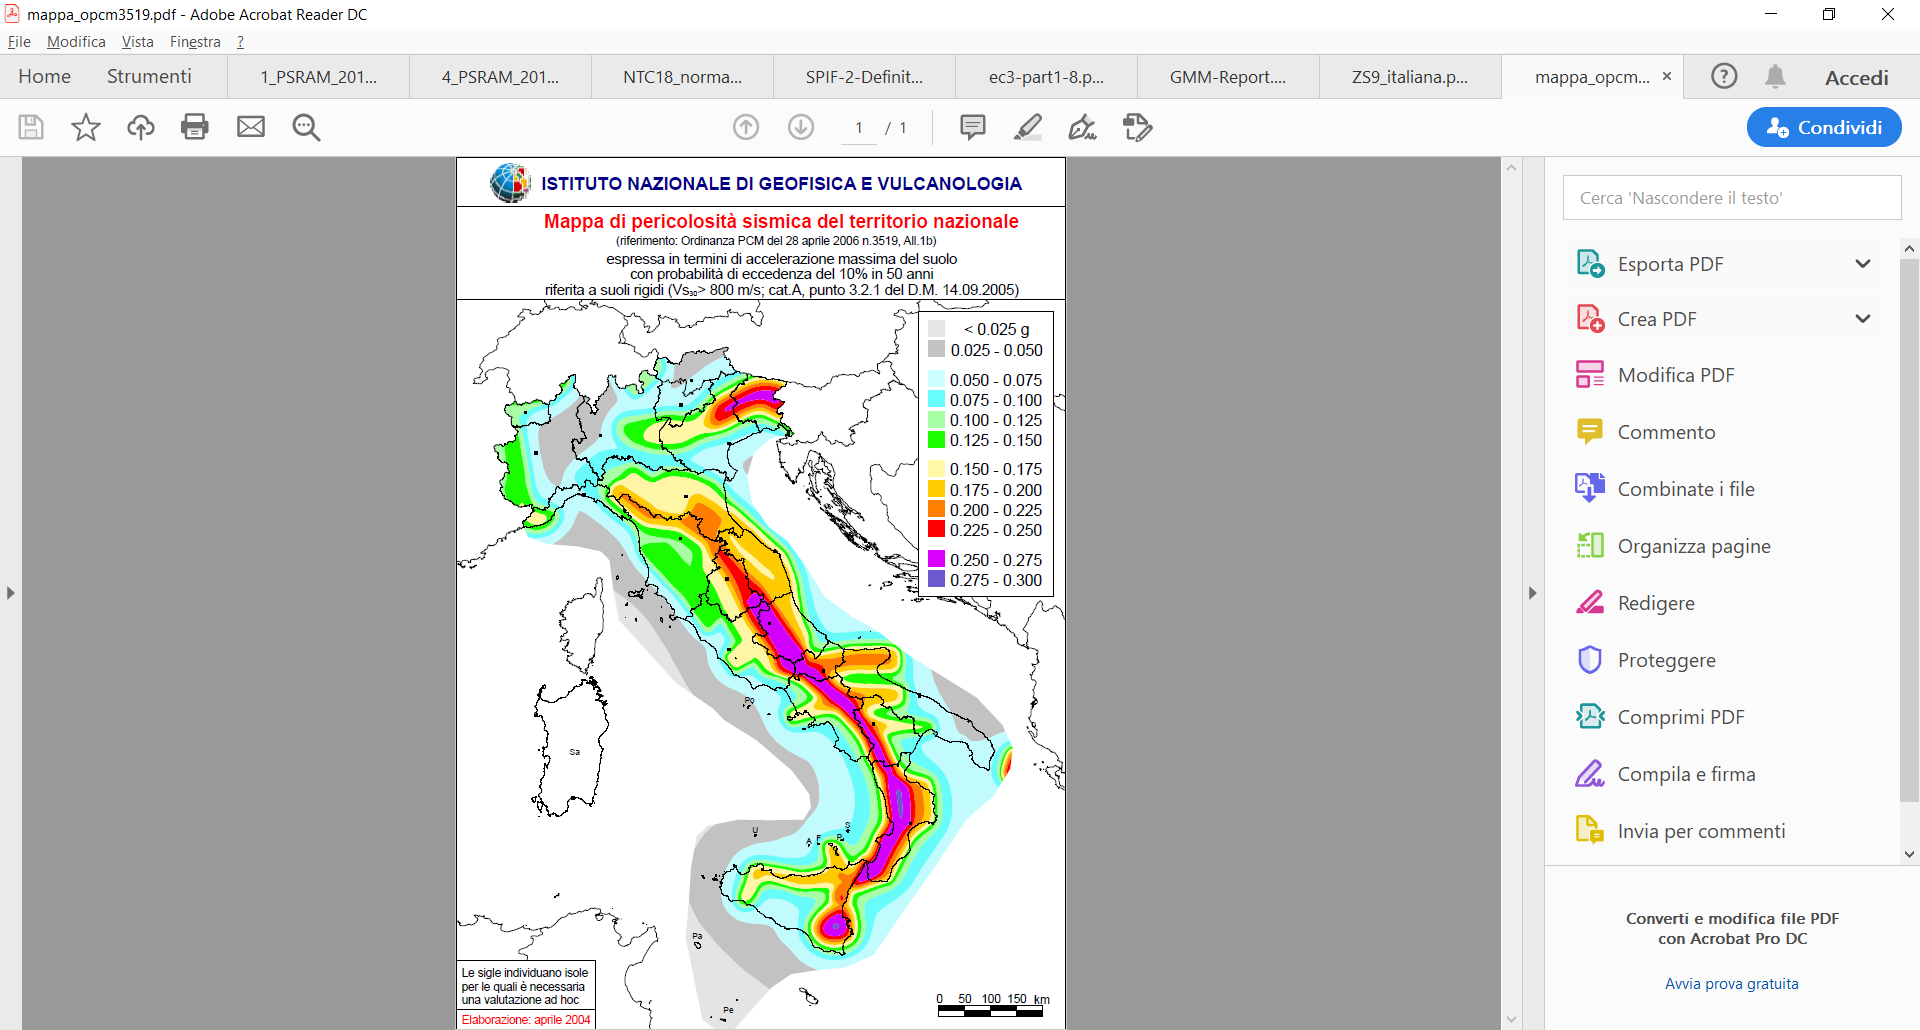 mappa_opcm3519.pdf - Adobe Acrobat Reader DC
File Modifica Vista Finestra ?
Home Strumenti 1_PSRAM_201... 4_PSRAM_201... NTC18_norma... SPIF-2-Definit... ec3-part1-8.p... GMM-Report.... ZS9_italiana.p... mappa_opcm... × ? Accedi
1 / 1
Condividi
ISTITUTO NAZIONALE DI GEOFISICA E VULCANOLOGIA
Mappa di pericolosità sismica del territorio nazionale
(riferimento: Ordinanza PCM del 28 aprile 2006 n.3519, All.1b)
espressa in termini di accelerazione massima del suolo
con probabilità di eccedenza del 10% in 50 anni
riferita a suoli rigidi (Vs₃₀> 800 m/s; cat.A, punto 3.2.1 del D.M. 14.09.2005)
< 0.025 g
0.025 - 0.050
0.050 - 0.075
0.075 - 0.100
0.100 - 0.125
0.125 - 0.150
0.150 - 0.175
0.175 - 0.200
0.200 - 0.225
0.225 - 0.250
0.250 - 0.275
0.275 - 0.300
Po
Sa
U
A
F
P
S
Pa
Pe
Le sigle individuano isole
per le quali è necessaria
una valutazione ad hoc
Elaborazione: aprile 2004
0 50 100 150 km
Cerca 'Nascondere il testo'
Esporta PDF
Crea PDF
Modifica PDF
Commento
Combinate i file
Organizza pagine
Redigere
Proteggere
Comprimi PDF
Compila e firma
Invia per commenti
Converti e modifica file PDF
con Acrobat Pro DC
Avvia prova gratuita